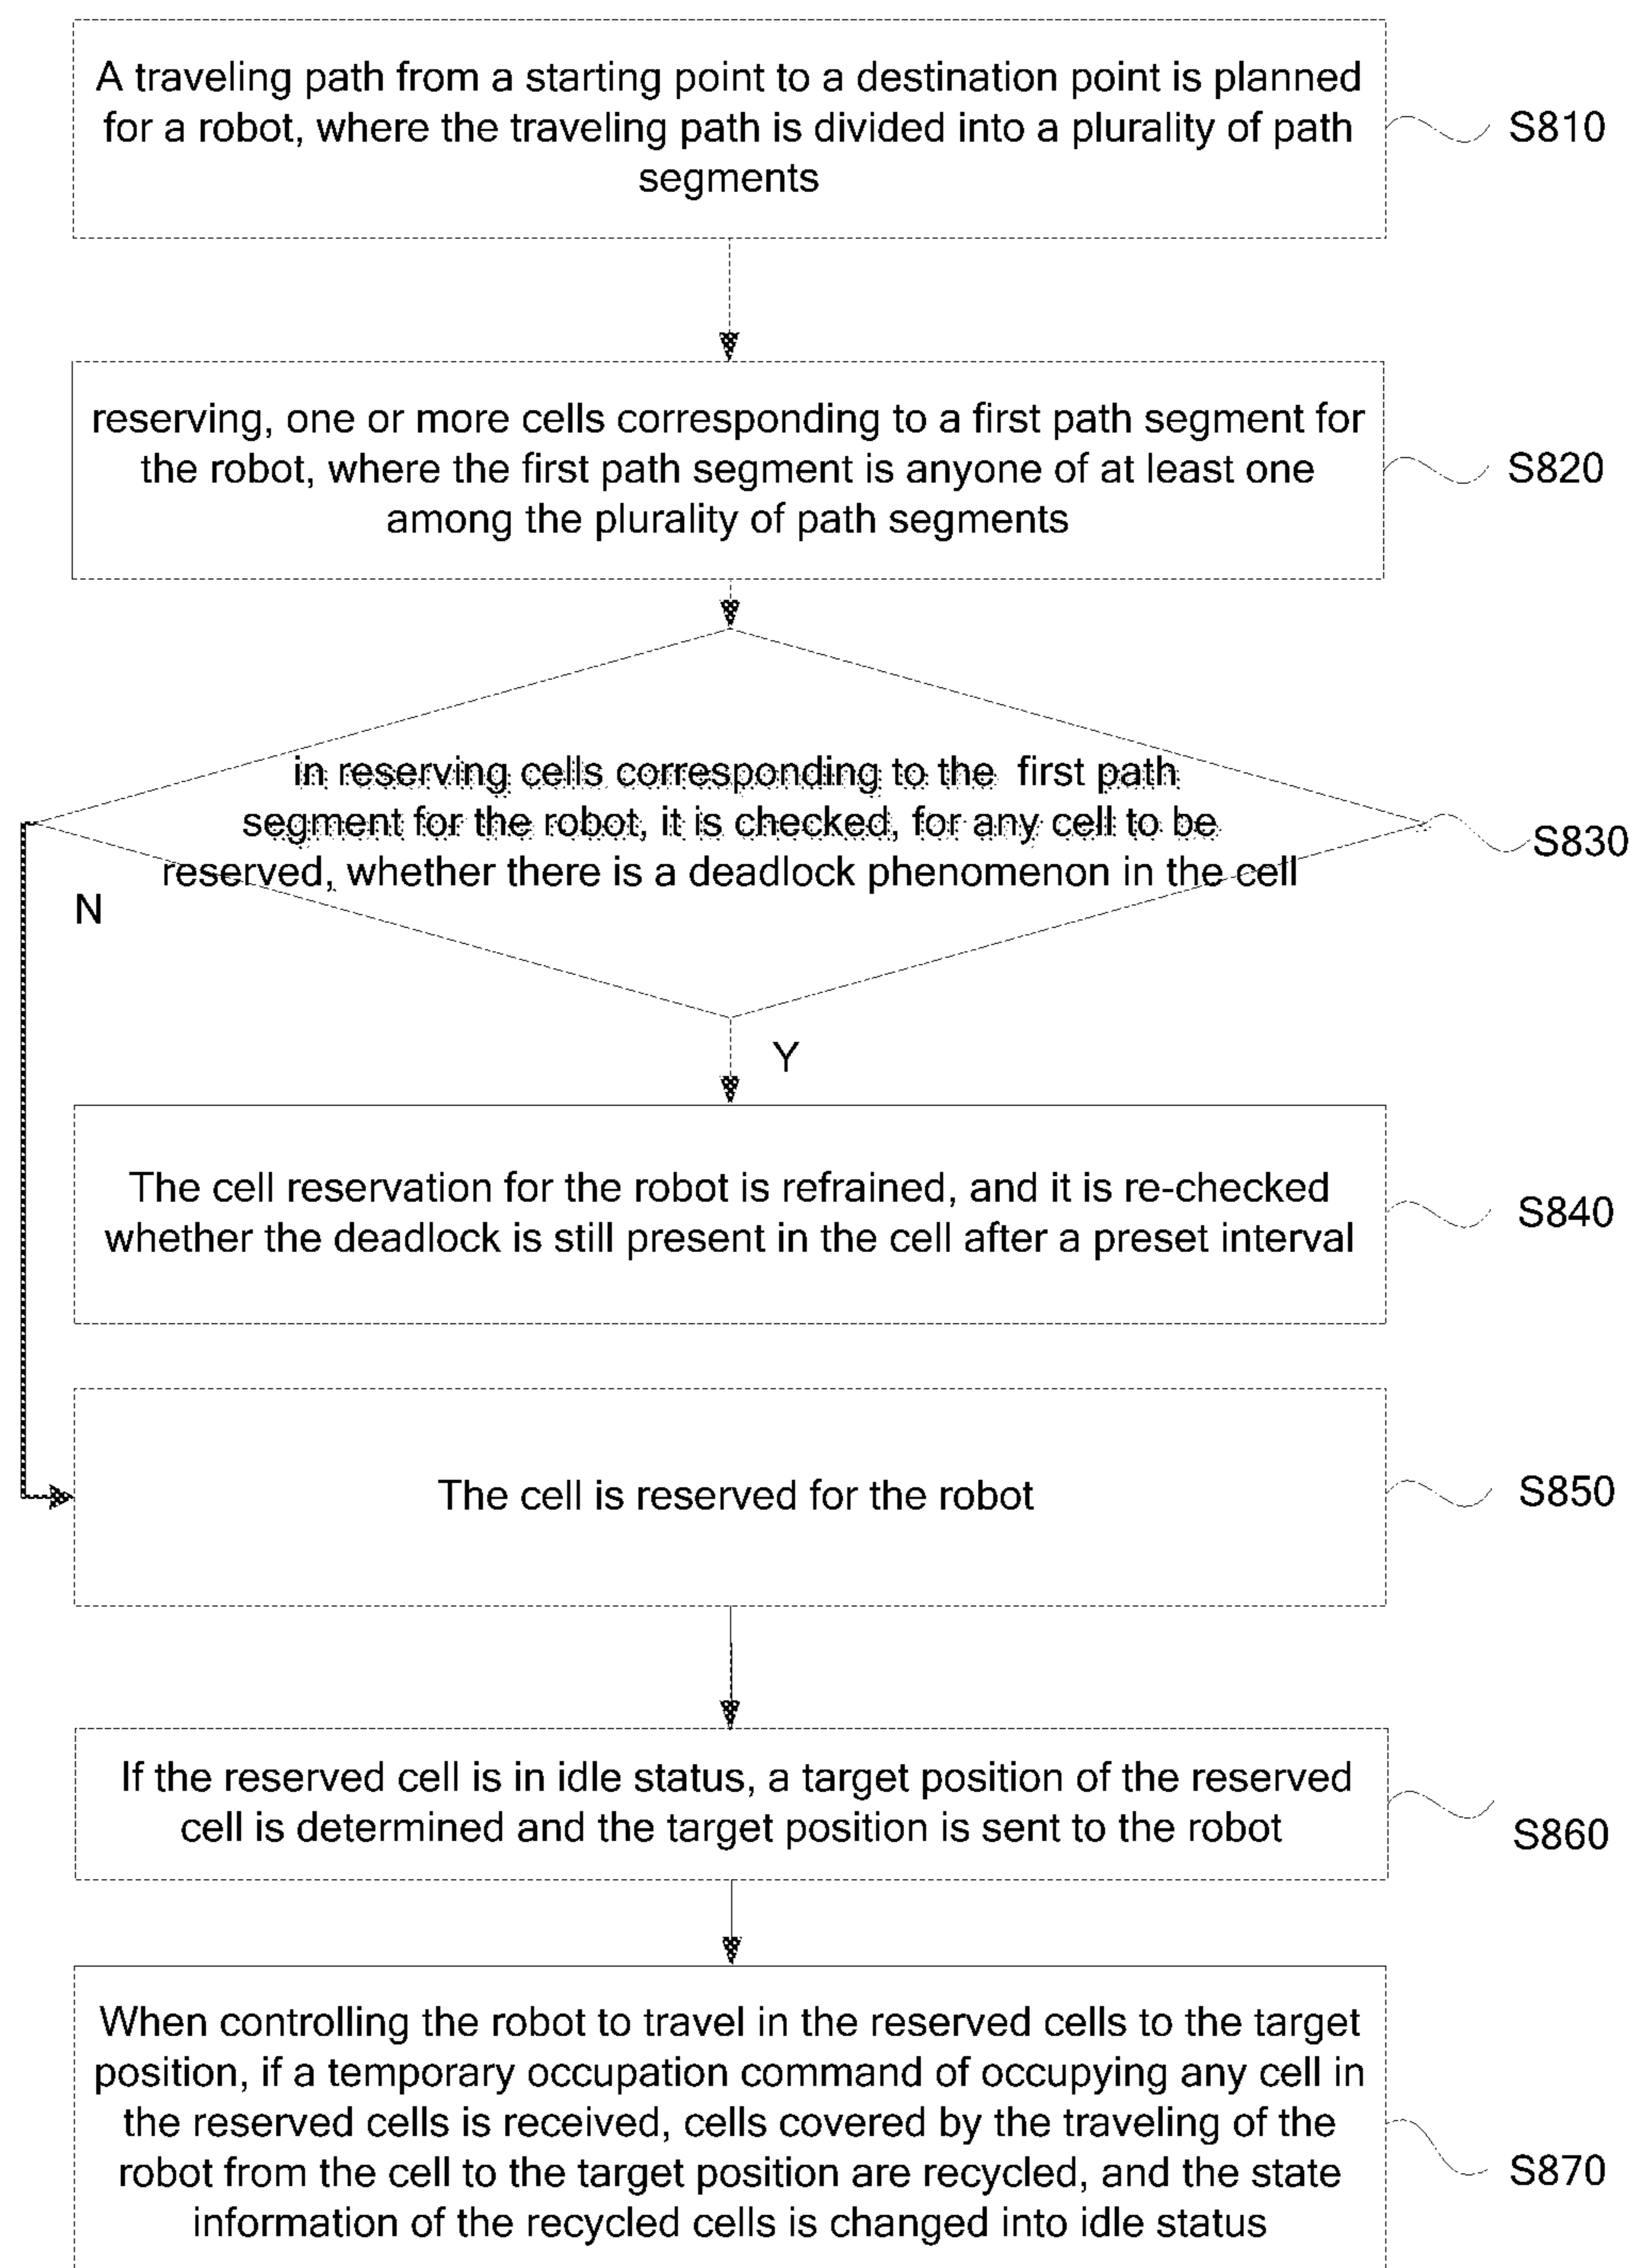 A traveling path from a starting point to a destination point is planned
for a robot, where the traveling path is divided into a plurality of path
segments
S810
reserving, one or more cells corresponding to a first path segment for
the robot, where the first path segment is anyone of at least one
among the plurality of path segments
S820
in reserving cells corresponding to the first path
segment for the robot, it is checked, for any cell to be
reserved, whether there is a deadlock phenomenon in the cell
S830
N
Y
The cell reservation for the robot is refrained, and it is re-checked
whether the deadlock is still present in the cell after a preset interval
S840
The cell is reserved for the robot
S850
If the reserved cell is in idle status, a target position of the reserved
cell is determined and the target position is sent to the robot
S860
When controlling the robot to travel in the reserved cells to the target
position, if a temporary occupation command of occupying any cell in
the reserved cells is received, cells covered by the traveling of the
robot from the cell to the target position are recycled, and the state
information of the recycled cells is changed into idle status
S870